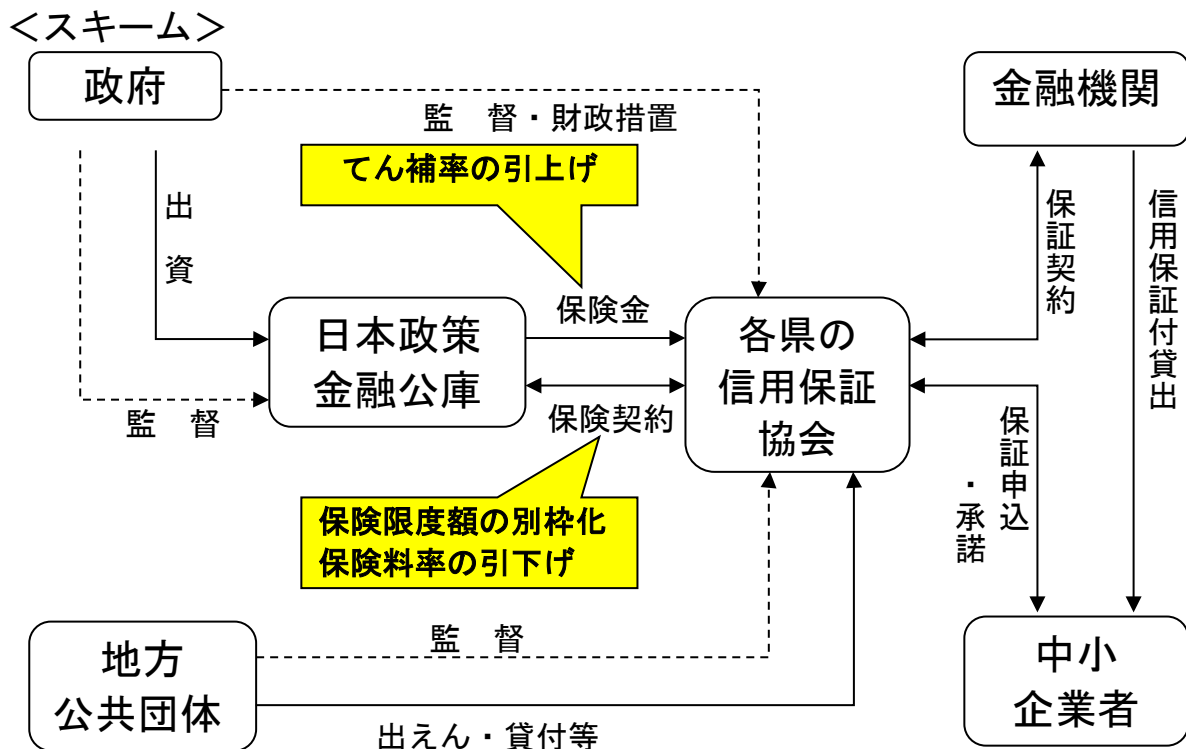 ＜スキーム＞
政府
金融機関
監　督・財政措置
てん補率の引上げ
出
資
保証契約
信用保証付貸出
保険金
日本政策
金融公庫
各県の
信用保証
協会
監　督
保険契約
保証申込
・承諾
保険限度額の別枠化
保険料率の引下げ
地方
公共団体
監　督
出えん・貸付等
中小
企業者